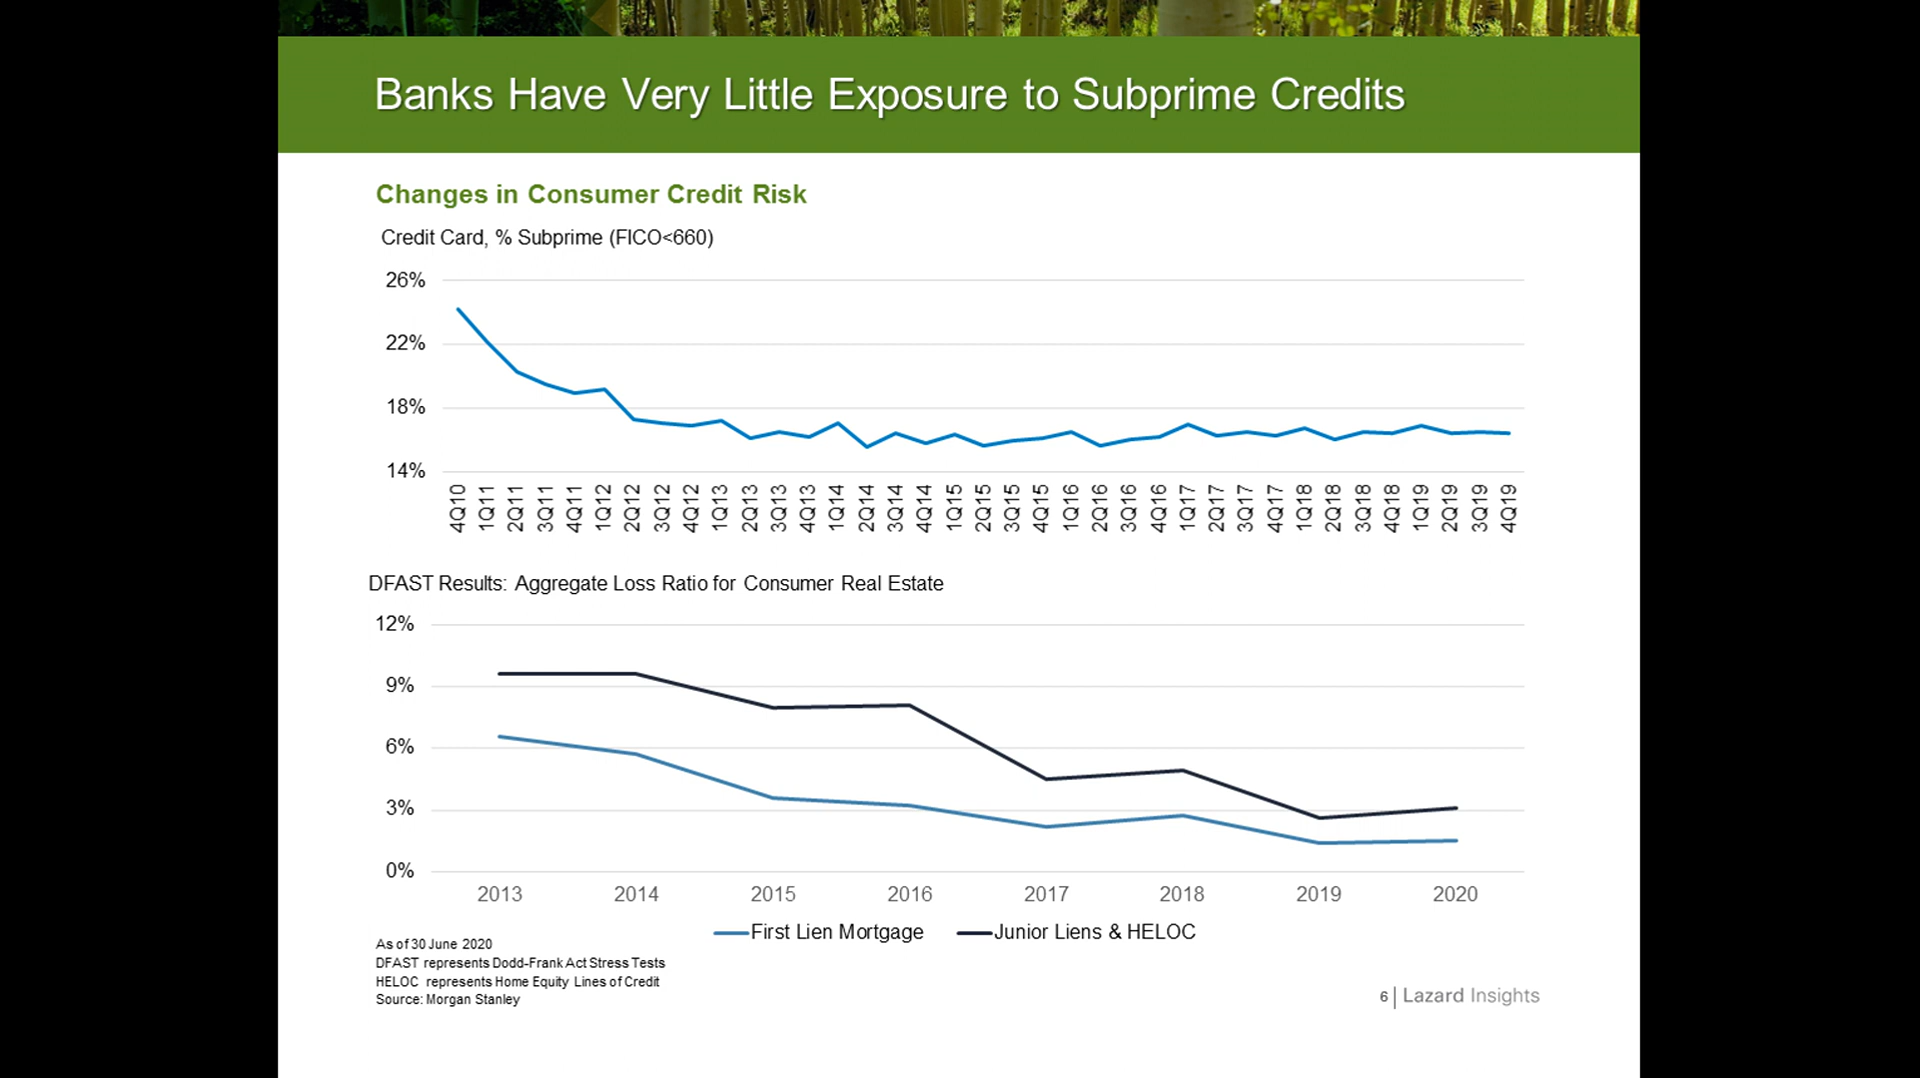 Banks Have Very Little Exposure to Subprime Credits
Changes in Consumer Credit Risk
Credit Card, % Subprime (FICO<660)
26%
22%
18%
14%
4Q10 1Q11 2Q11 3Q11 4Q11 1Q12 2Q12 3Q12 4Q12 1Q13 2Q13 3Q13 4Q13 1Q14 2Q14 3Q14 4Q14 1Q15 2Q15 3Q15 4Q15 1Q16 2Q16 3Q16 4Q16 1Q17 2Q17 3Q17 4Q17 1Q18 2Q18 3Q18 4Q18 1Q19 2Q19 3Q19 4Q19
DFAST Results: Aggregate Loss Ratio for Consumer Real Estate
12%
9%
6%
3%
0%
2013 2014 2015 2016 2017 2018 2019 2020
First Lien Mortgage Junior Liens & HELOC
As of 30 June 2020
DFAST represents Dodd-Frank Act Stress Tests
HELOC represents Home Equity Lines of Credit
Source: Morgan Stanley
6 | Lazard Insights